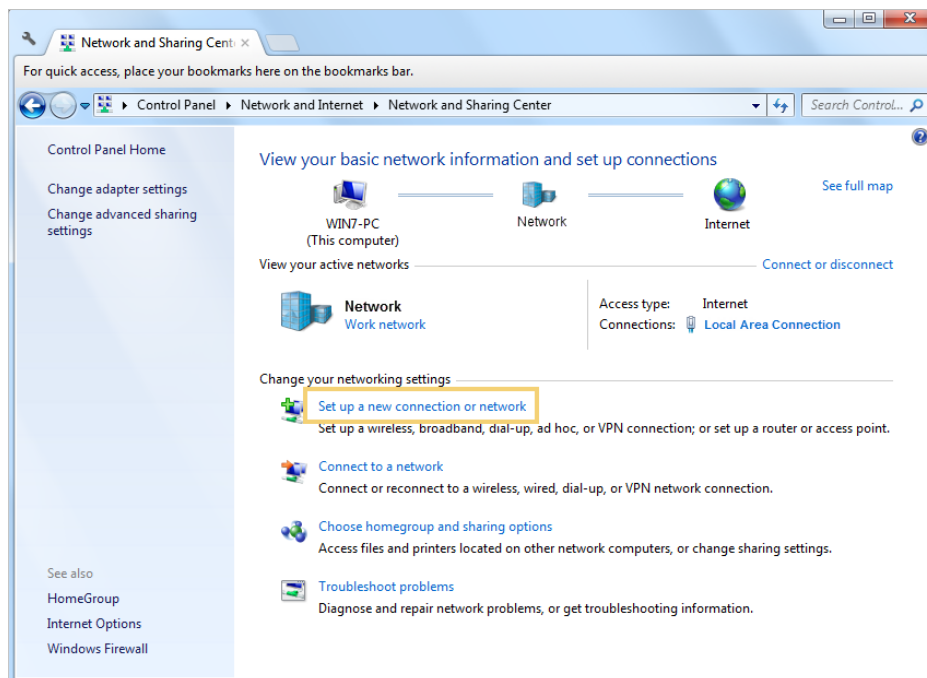 Network and Sharing Cent
For quick access, place your bookmarks here on the bookmarks bar.
Control Panel Network and Internet Network and Sharing Center
Search Control...
Control Panel Home
Change adapter settings
Change advanced sharing
settings
View your basic network information and set up connections
See full map
WIN7-PC
(This computer)
Network
Internet
View your active networks
Connect or disconnect
Network
Work network
Access type: Internet
Connections: Local Area Connection
Change your networking settings
Set up a new connection or network
Set up a wireless, broadband, dial-up, ad hoc, or VPN connection; or set up a router or access point.
Connect to a network
Connect or reconnect to a wireless, wired, dial-up, or VPN network connection.
Choose homegroup and sharing options
Access files and printers located on other network computers, or change sharing settings.
Troubleshoot problems
Diagnose and repair network problems, or get troubleshooting information.
See also
HomeGroup
Internet Options
Windows Firewall